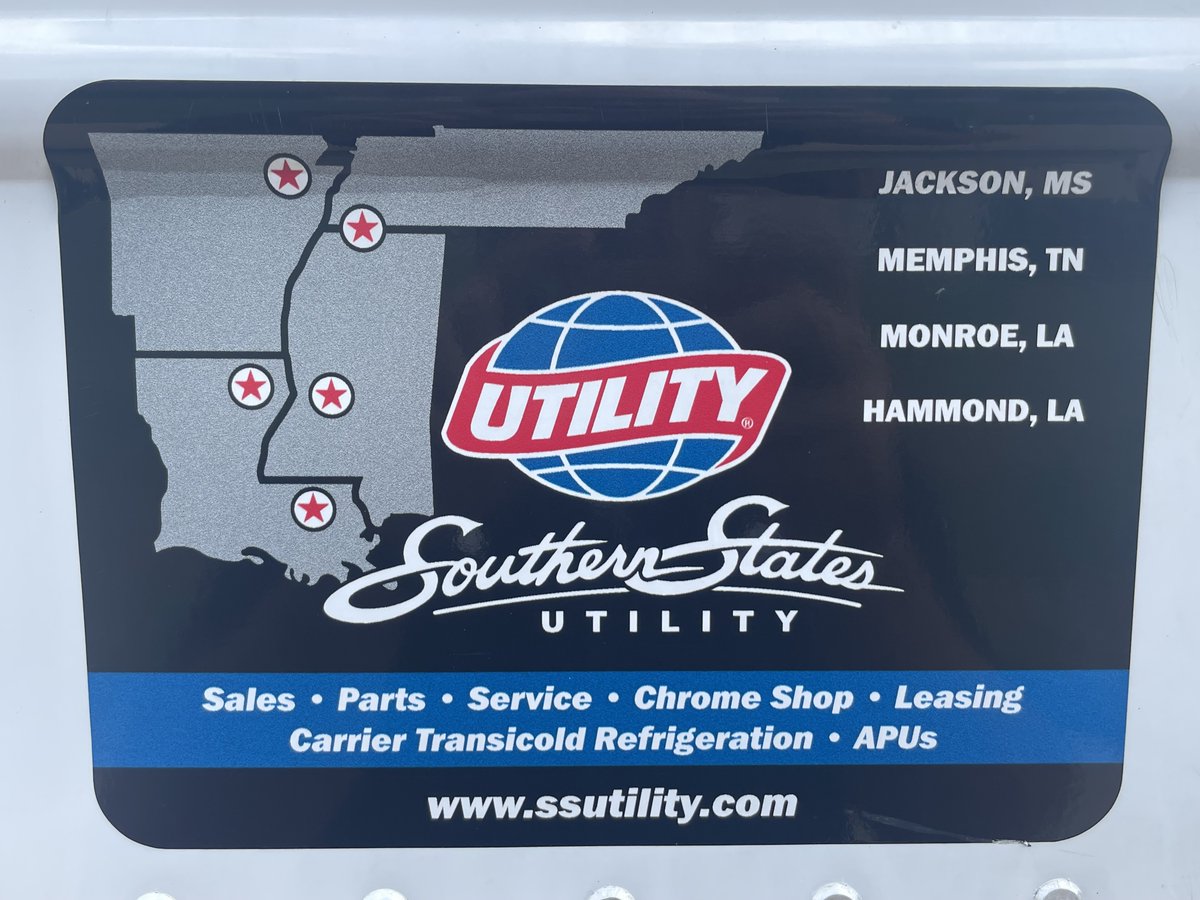 JACKSON, MS
MEMPHIS, TN
MONROE, LA
HAMMOND, LA
UTILITY®
Southern States
UTILITY
Sales • Parts • Service • Chrome Shop • Leasing
Carrier Transicold Refrigeration • APUs
www.ssutility.com